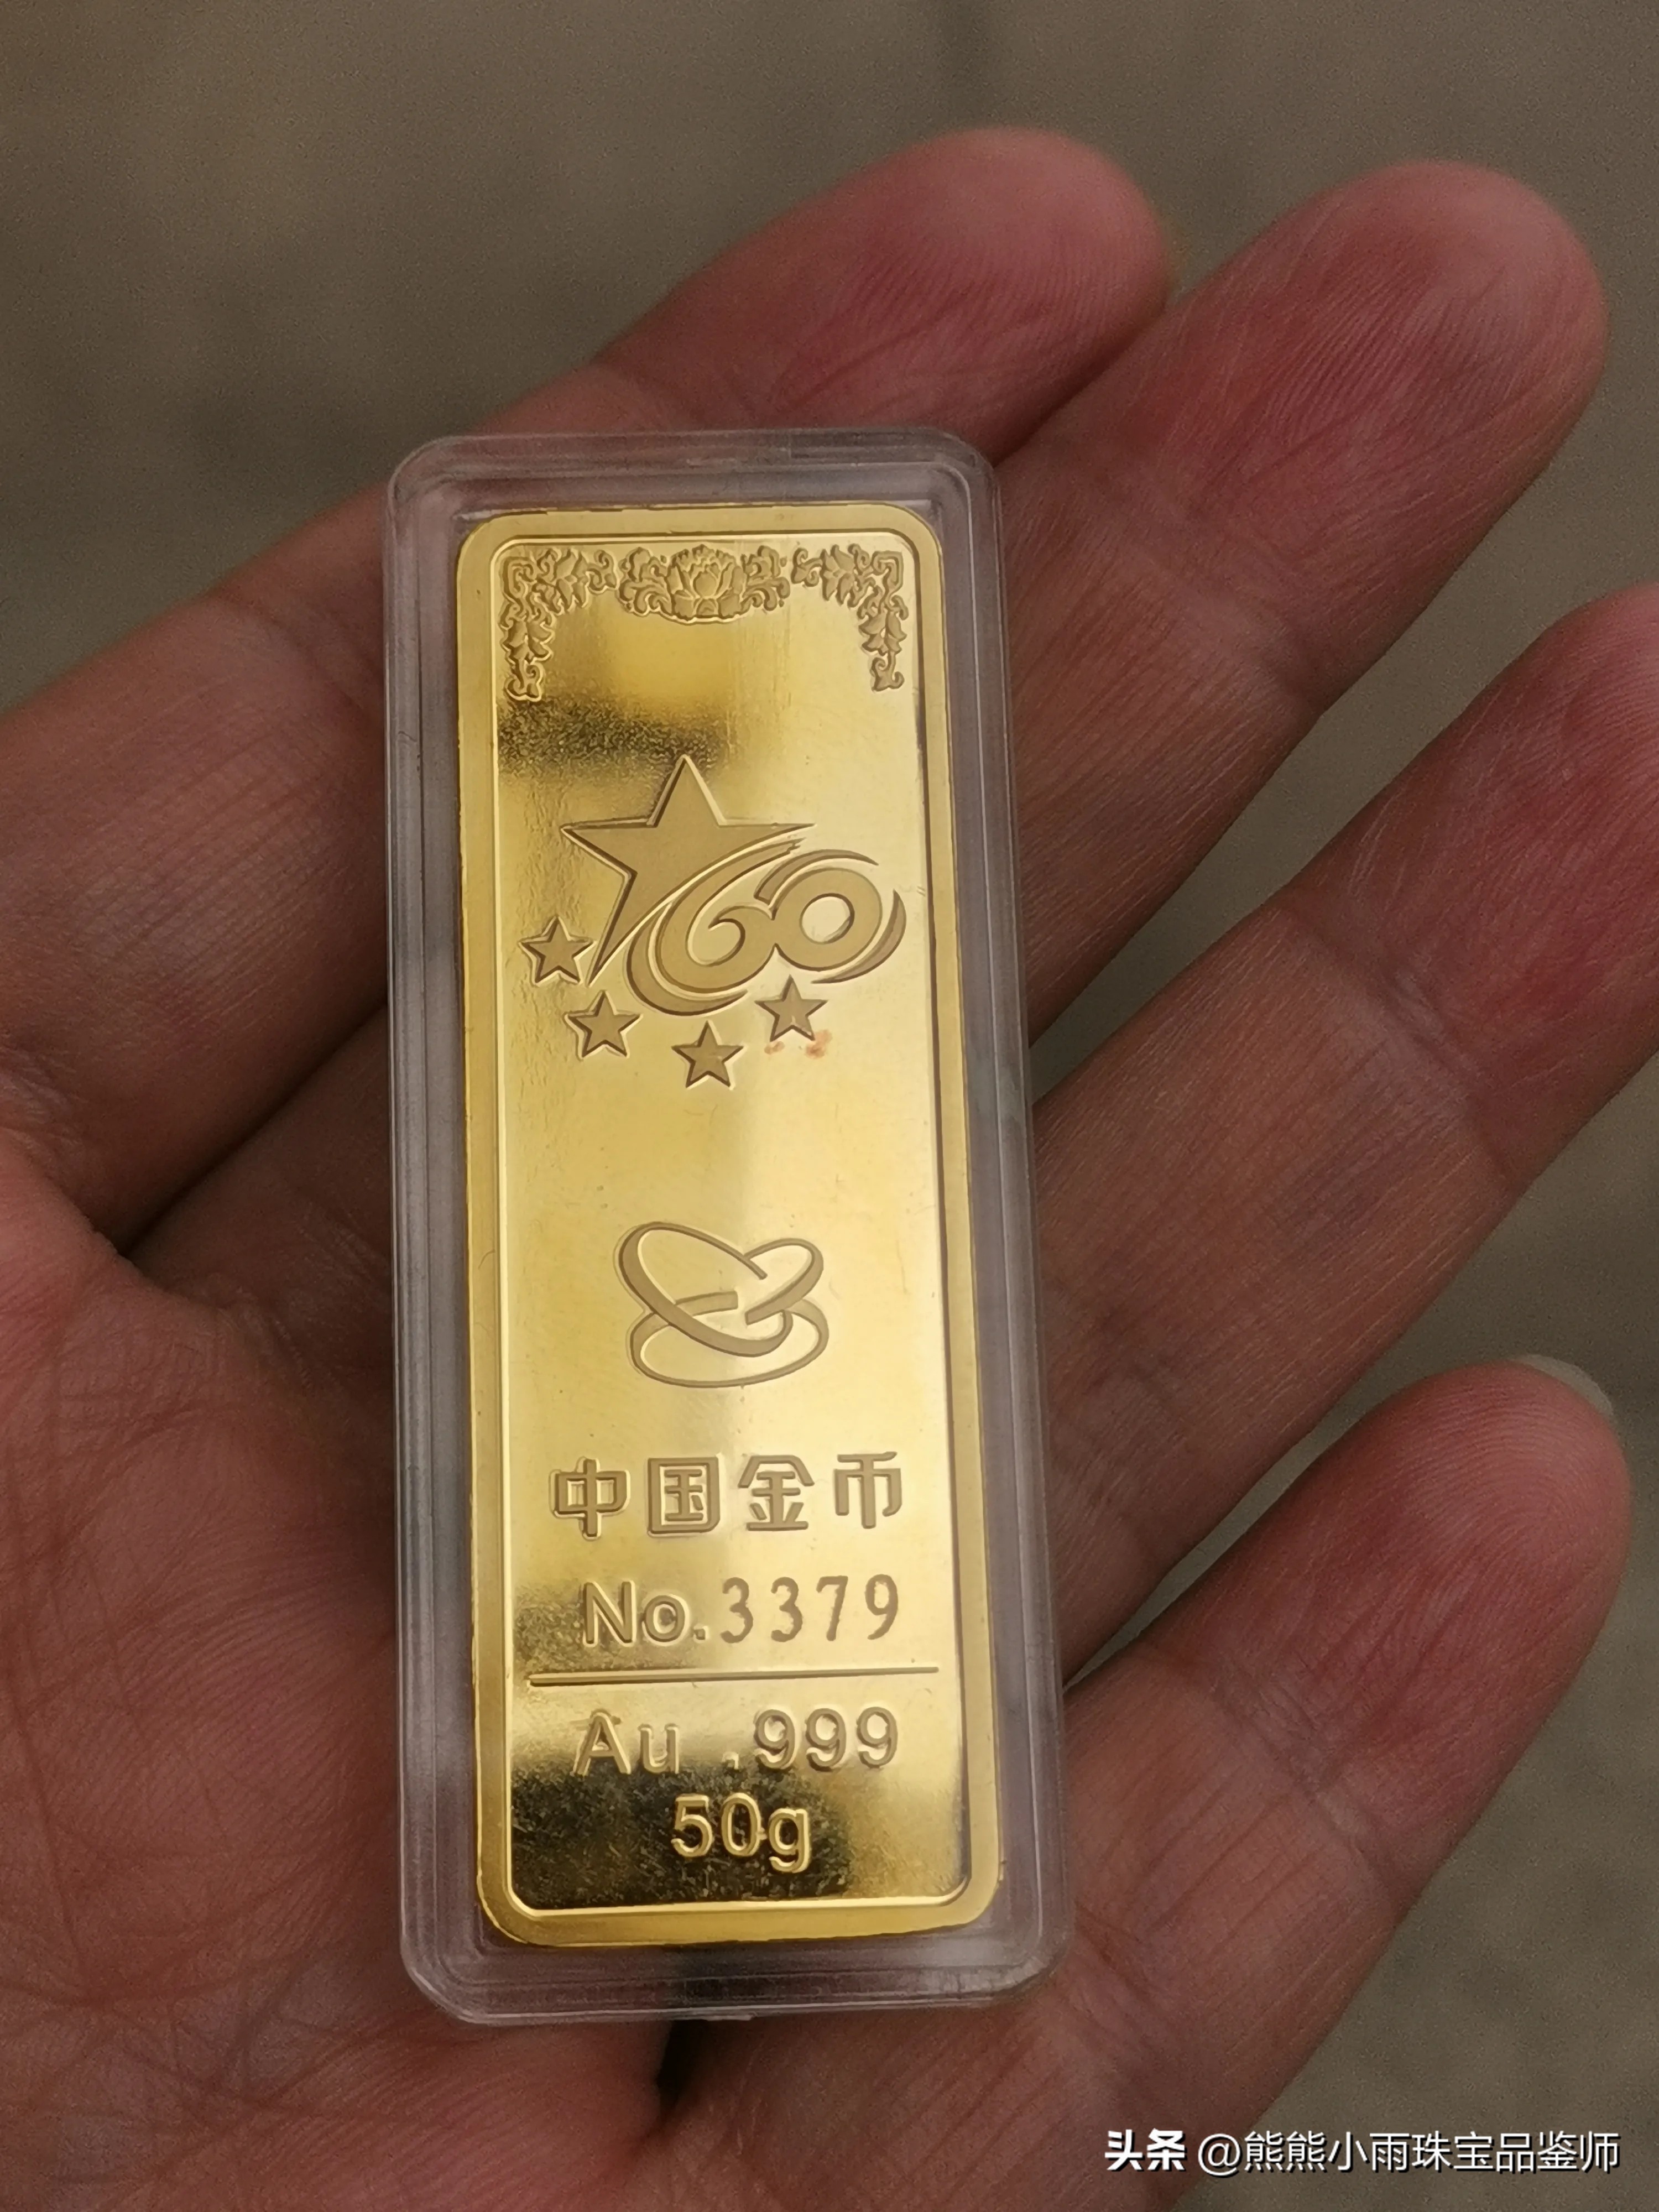 60
中国金币
No.3379
Au .999
50g
头条 @熊熊小雨珠宝品鉴师